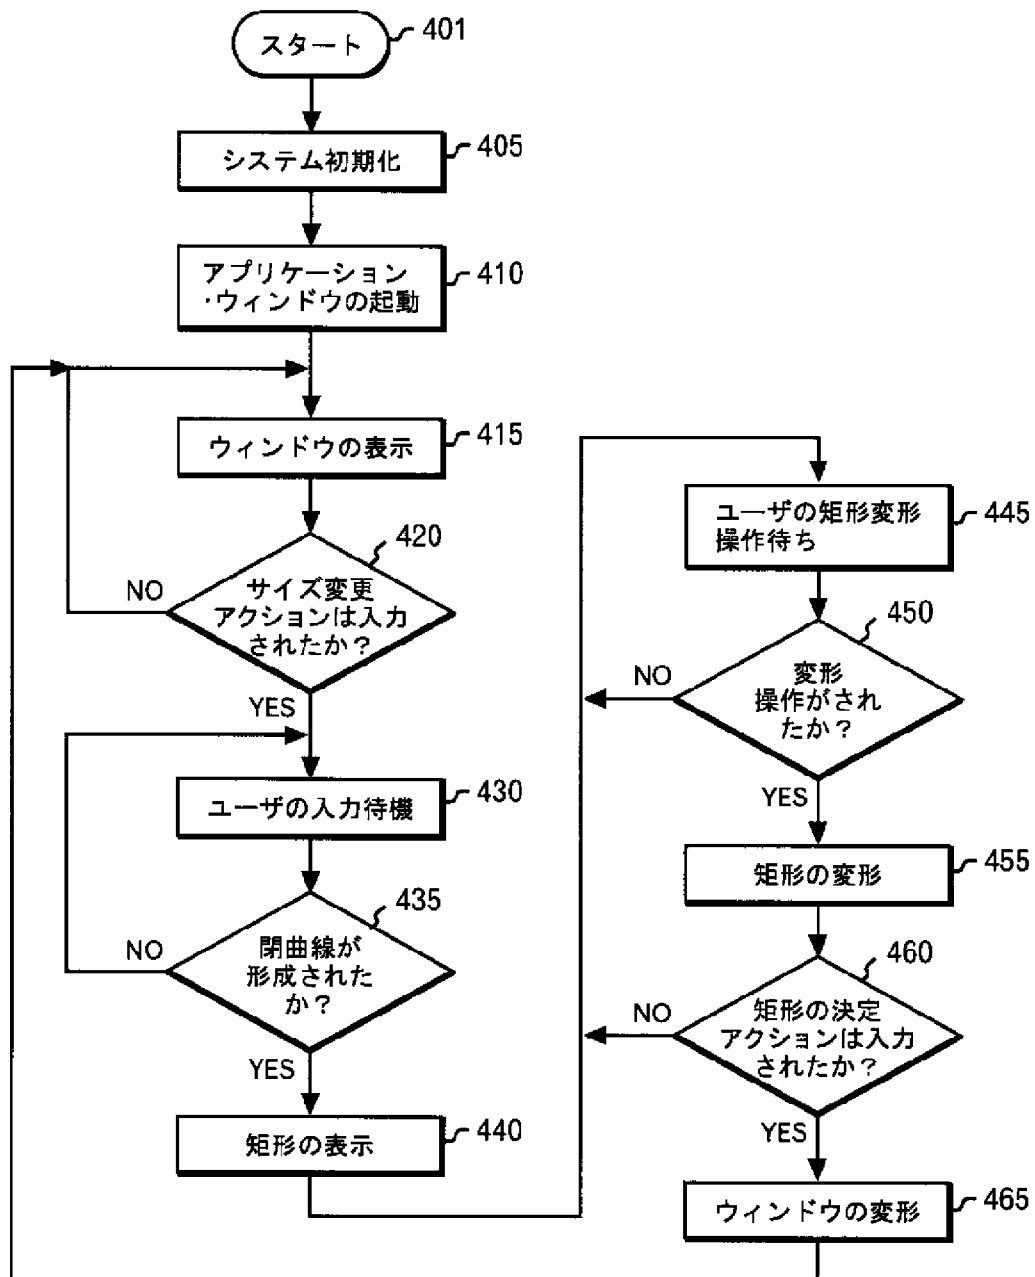 スタート
401
システム初期化
405
アプリケーション
・ウィンドウの起動
410
ウィンドウの表示
415
420
サイズ変更
アクションは入力
されたか？
NO
YES
ユーザの入力待機
430
435
閉曲線が
形成された
か？
NO
YES
矩形の表示
440
ユーザの矩形変形
操作待ち
445
450
変形
操作がされ
たか？
NO
YES
矩形の変形
455
460
矩形の決定
アクションは入力
されたか？
NO
YES
ウィンドウの変形
465